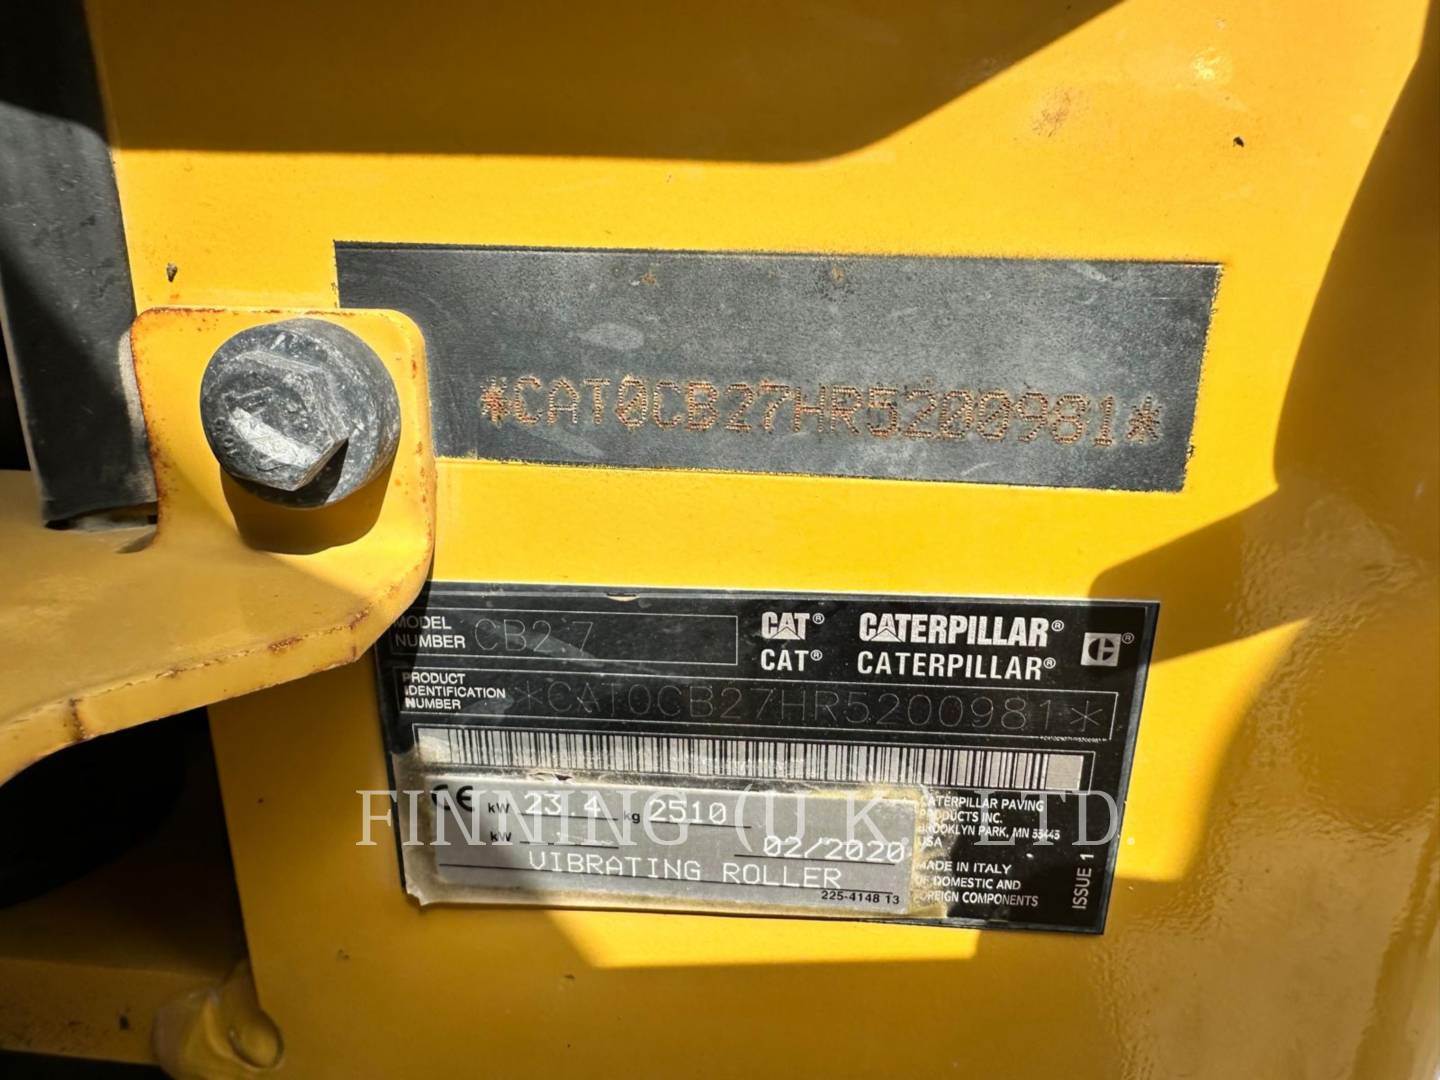 *CAT0CB27HR5200981*
MODEL NUMBER CB2.7
CAT® CATERPILLAR® ®
CAT® CATERPILLAR®
PRODUCT IDENTIFICATION NUMBER *CAT0CB27HR5200981*
CE kW 23.4 kg 2510
kW - 02/2020
VIBRATING ROLLER
225-4148 13
CATERPILLAR PAVING
PRODUCTS INC.
BROOKLYN PARK, MN 55445
USA
MADE IN ITALY
OF DOMESTIC AND
FOREIGN COMPONENTS
ISSUE 1
FINNING (U.K.) LTD.